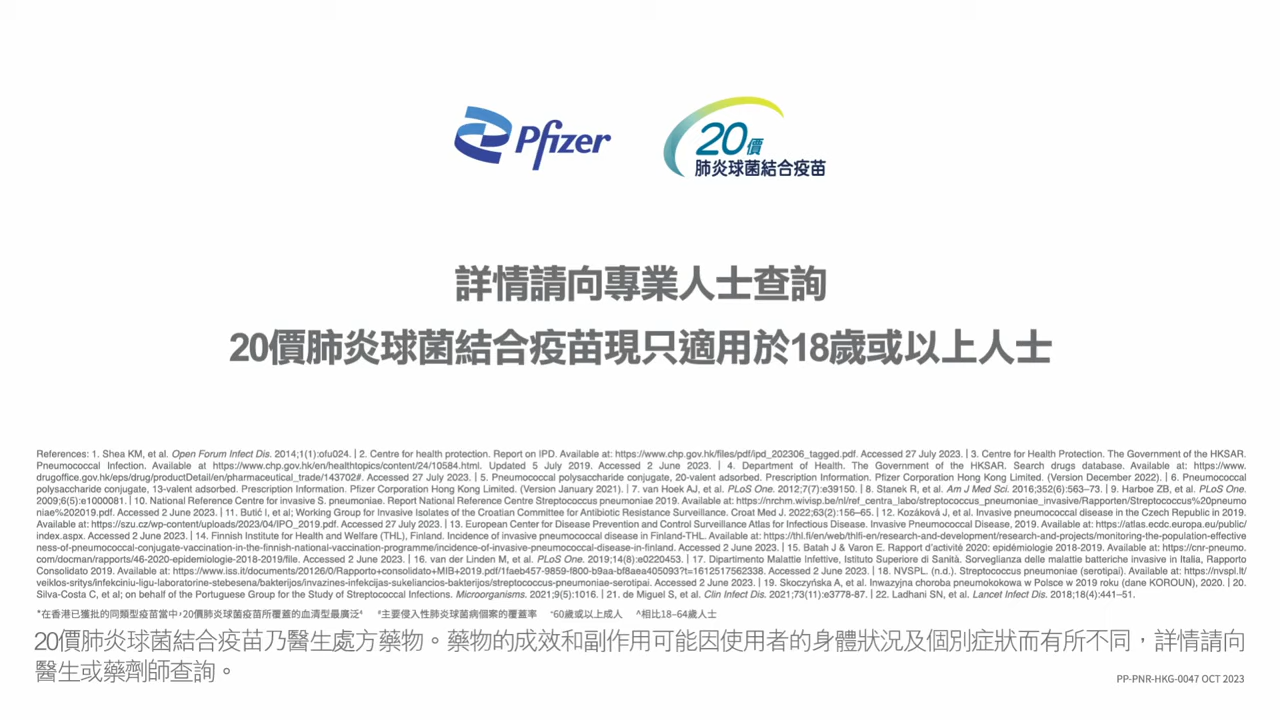 Pfizer
20價
肺炎球菌結合疫苗
詳情請向專業人士查詢
20價肺炎球菌結合疫苗現只適用於18歲或以上人士
References: 1. Shea KM, et al. Open Forum Infect Dis. 2014;1(1):ofu024. | 2. Centre for health protection. Report on IPD. Available at: https://www.chp.gov.hk/files/pdf/ipd_202306_tagged.pdf. Accessed 27 July 2023. | 3. Centre for Health Protection. The Government of the HKSAR.
Pneumococcal Infection. Available at https://www.chp.gov.hk/en/healthtopics/content/24/10584.html. Updated 5 July 2019. Accessed 2 June 2023. | 4. Department of Health. The Government of the HKSAR. Search drugs database. Available at: https://www.
drugoffice.gov.hk/eps/drug/productDetail/en/pharmaceutical_trade/143702#. Accessed 27 July 2023. | 5. Pneumococcal polysaccharide conjugate, 20-valent adsorbed. Prescription Information. Pfizer Corporation Hong Kong Limited. (Version December 2022). | 6. Pneumococcal
polysaccharide conjugate, 13-valent adsorbed. Prescription Information. Pfizer Corporation Hong Kong Limited. (Version January 2021). | 7. van Hoek AJ, et al. PLoS One. 2012;7(7):e39150. | 8. Stanek R, et al. Am J Med Sci. 2016;352(6):563–73. | 9. Harboe ZB, et al. PLoS One.
2009;6(5):e1000081. | 10. National Reference Centre for invasive S. pneumoniae. Report National Reference Centre Streptococcus pneumoniae 2019. Available at: https://nrchm.wivisp.be/nl/ref_centra_labo/streptococcus_pneumoniae_invasive/Rapporten/Streptococcus%20pneumo
niae%202019.pdf. Accessed 2 June 2023. | 11. Butić I, et al; Working Group for Invasive Isolates of the Croatian Committee for Antibiotic Resistance Surveillance. Croat Med J. 2022;63(2):156–65. | 12. Kozáková J, et al. Invasive pneumococcal disease in the Czech Republic in 2019.
Available at: https://szu.cz/wp-content/uploads/2023/04/IPO_2019.pdf. Accessed 27 July 2023. | 13. European Center for Disease Prevention and Control Surveillance Atlas for Infectious Disease. Invasive Pneumococcal Disease, 2019. Available at: https://atlas.ecdc.europa.eu/public/
index.aspx. Accessed 2 June 2023. | 14. Finnish Institute for Health and Welfare (THL), Finland. Incidence of invasive pneumococcal disease in Finland-THL. Available at: https://thl.fi/en/web/thlfi-en/research-and-development/research-and-projects/monitoring-the-population-effective
ness-of-pneumococcal-conjugate-vaccination-in-the-finnish-national-vaccination-programme/incidence-of-invasive-pneumococcal-disease-in-finland. Accessed 2 June 2023. | 15. Batah J & Varon E. Rapport d'activité 2020: epidémiologie 2018-2019. Available at: https://cnr-pneumo.
com/docman/rapports/46-2020-epidemiologie-2018-2019/file. Accessed 2 June 2023. | 16. van der Linden M, et al. PLoS One. 2019;14(8):e0220453. | 17. Dipartimento Malattie Infettive, Istituto Superiore di Sanità. Sorveglianza delle malattie batteriche invasive in Italia, Rapporto
Consolidato 2019. Available at: https://www.iss.it/documents/20126/0/Rapporto+consolidato+MIB+2019.pdf/1faeb457-9859-f800-b9aa-bf8aea405093?t=1612517562338. Accessed 2 June 2023. | 18. NVSPL. (n.d.). Streptococcus pneumoniae (serotipai). Available at: https://nvspl.lt/
veiklos-sritys/infekciniu-ligu-laboratorine-stebesena/bakterijos/invazines-infekcijas-sukeliancios-bakterijos/streptococcus-pneumoniae-serotipai. Accessed 2 June 2023. | 19. Skoczyńska A, et al. Inwazyjna choroba pneumokokowa w Polsce w 2019 roku (dane KOROUN), 2020. | 20.
Silva-Costa C, et al; on behalf of the Portuguese Group for the Study of Streptococcal Infections. Microorganisms. 2021;9(5):1016. | 21. de Miguel S, et al. Clin Infect Dis. 2021;73(11):e3778-87. | 22. Ladhani SN, et al. Lancet Infect Dis. 2018;18(4):441–51.
*在香港已獲批的同類型疫苗當中,20價肺炎球菌疫苗所覆蓋的血清型最廣泛⁴ #主要侵入性肺炎球菌病個案的覆蓋率 ⁺60歲或以上成人 ^相比18–64歲人士
20價肺炎球菌結合疫苗乃醫生處方藥物。藥物的成效和副作用可能因使用者的身體狀況及個別症狀而有所不同，詳情請向
醫生或藥劑師查詢。
PP-PNR-HKG-0047 OCT 2023